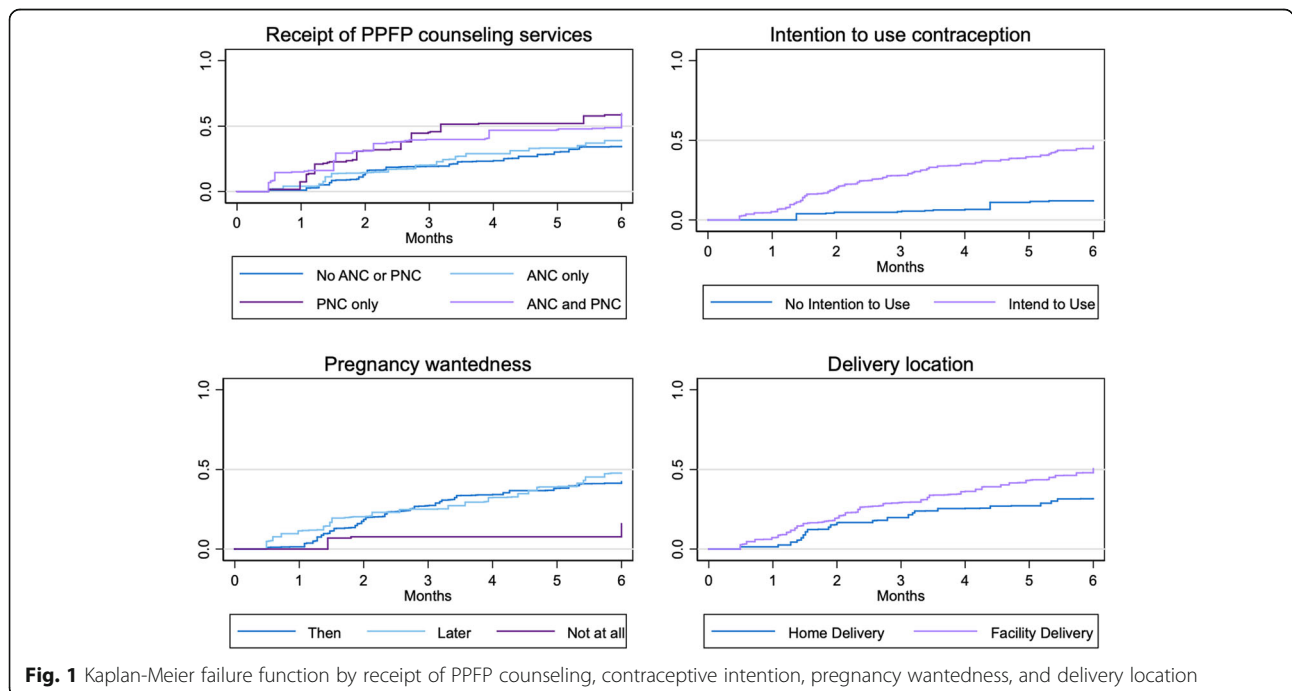 Receipt of PPFP counseling services
1.0
0.5
0.0
0 1 2 3 4 5 6
Months
No ANC or PNC ANC only
PNC only ANC and PNC
Intention to use contraception
1.0
0.5
0.0
0 1 2 3 4 5 6
Months
No Intention to Use Intend to Use
Pregnancy wantedness
1.0
0.5
0.0
0 1 2 3 4 5 6
Months
Then Later Not at all
Delivery location
1.0
0.5
0.0
0 1 2 3 4 5 6
Months
Home Delivery Facility Delivery
Fig. 1 Kaplan-Meier failure function by receipt of PPFP counseling, contraceptive intention, pregnancy wantedness, and delivery location